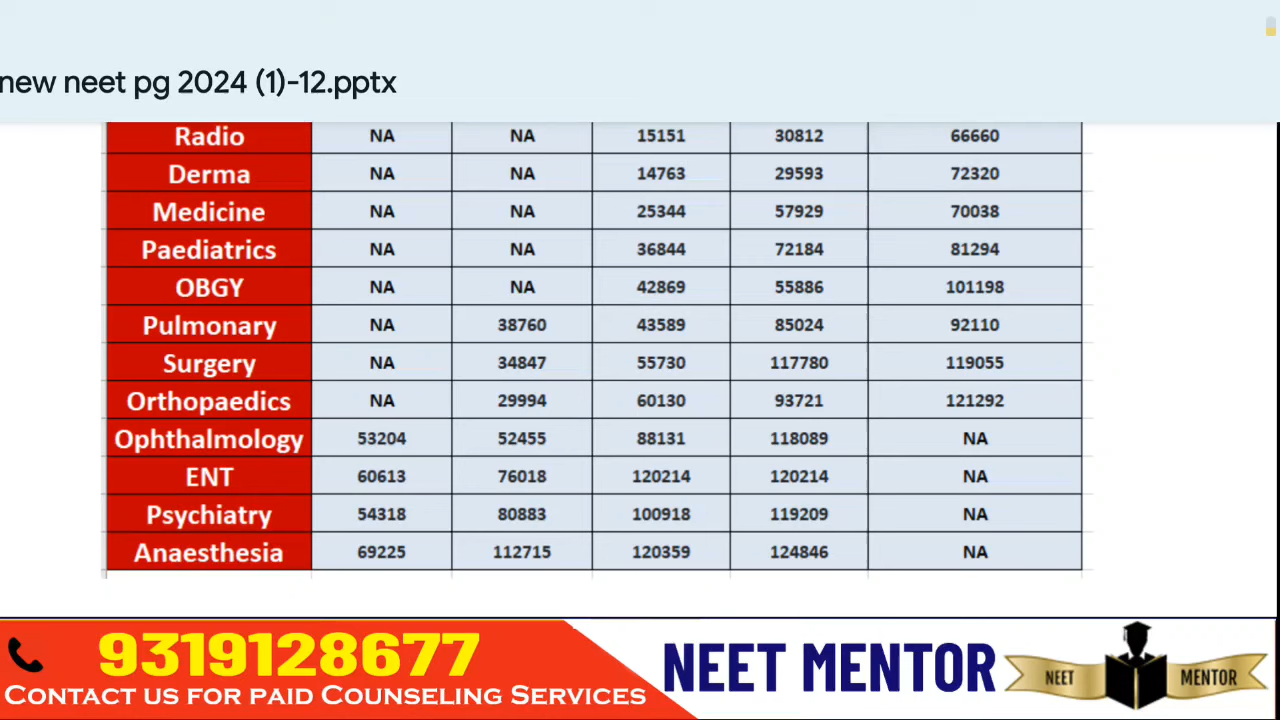 new neet pg 2024 (1)-12.pptx
Radio NA NA 15151 30812 66660
Derma NA NA 14763 29593 72320
Medicine NA NA 25344 57929 70038
Paediatrics NA NA 36844 72184 81294
OBGY NA NA 42869 55886 101198
Pulmonary NA 38760 43589 85024 92110
Surgery NA 34847 55730 117780 119055
Orthopaedics NA 29994 60130 93721 121292
Ophthalmology 53204 52455 88131 118089 NA
ENT 60613 76018 120214 120214 NA
Psychiatry 54318 80883 100918 119209 NA
Anaesthesia 69225 112715 120359 124846 NA
9319128677
CONTACT US FOR PAID COUNSELING SERVICES
NEET MENTOR
NEET MENTOR